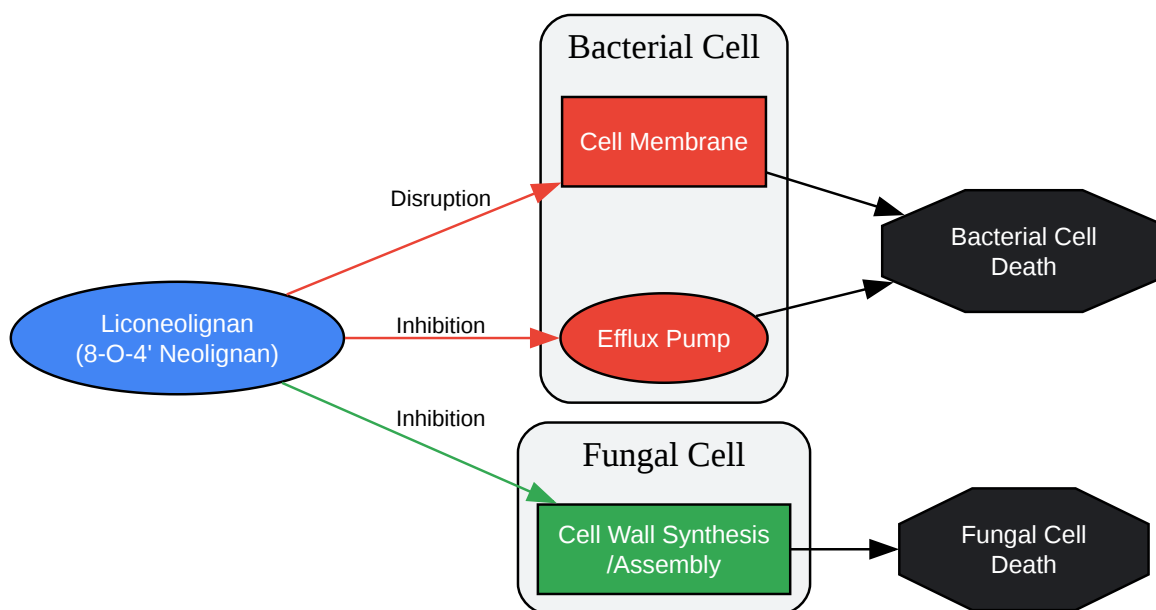 Bacterial Cell
Cell Membrane
Disruption
Bacterial Cell
Death
Liconeolignan
(8-O-4' Neolignan)
Inhibition
Efflux Pump
Inhibition
Fungal Cell
Cell Wall Synthesis
/Assembly
Fungal Cell
Death